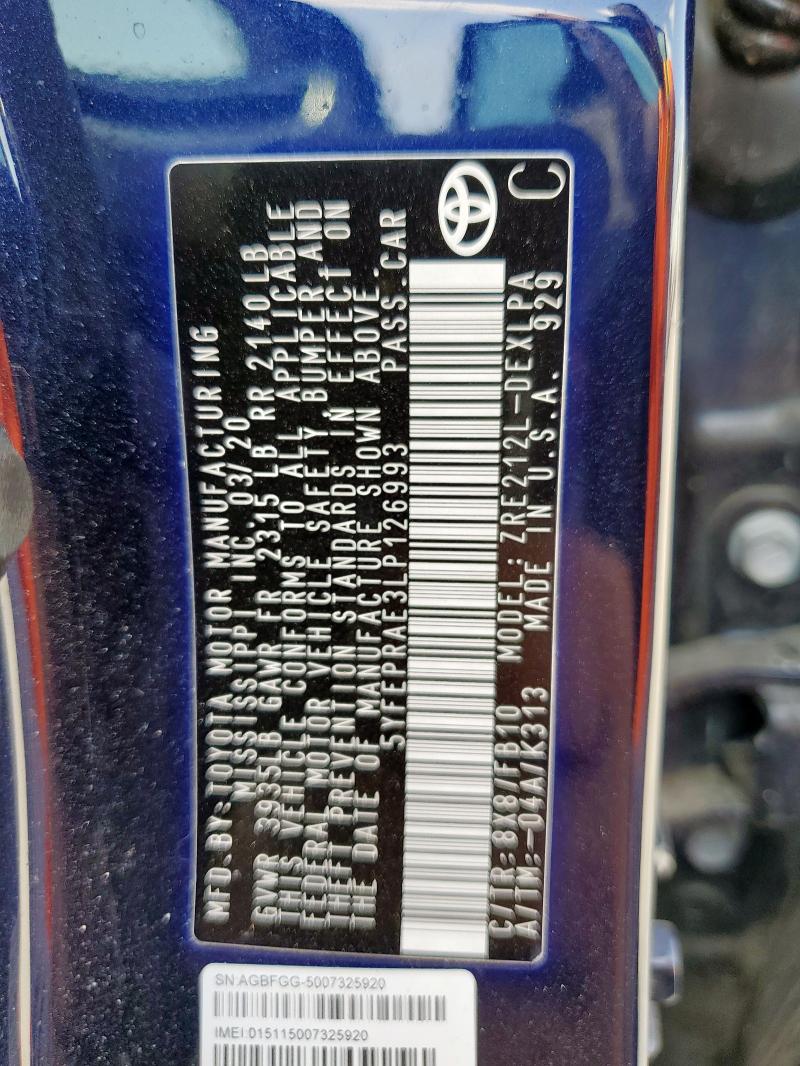 MFD.BY:TOYOTA MOTOR MANUFACTURING
MISSISSIPPI INC. 03/20
GVWR 3935LB GAWR FR 2315 LB RR 2140LB
THIS VEHICLE CONFORMS TO ALL APPLICABLE
FEDERAL MOTOR VEHICLE SAFETY BUMPER AND
THEFT PREVENTION STANDARDS IN EFFECT ON
THE DATE OF MANUFACTURE SHOWN ABOVE.
5YFEPRAE3LP126993 PASS.CAR
C/TR:8X8/FB10 MODEL:ZRE212L-DEXLPA C
A/TM:-04A/K313 MADE IN U.S.A. 929
SN:AGBFGG-5007325920
IMEI:015115007325920